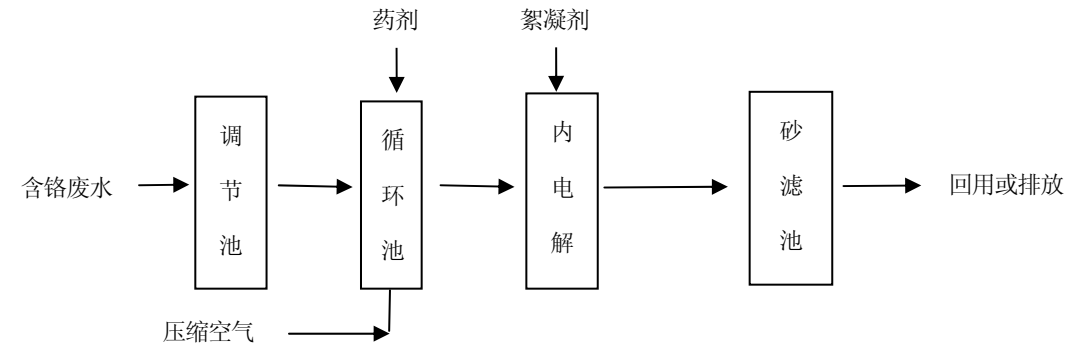 药剂
絮凝剂
含铬废水
调节池
循环池
内电解
砂滤池
回用或排放
压缩空气